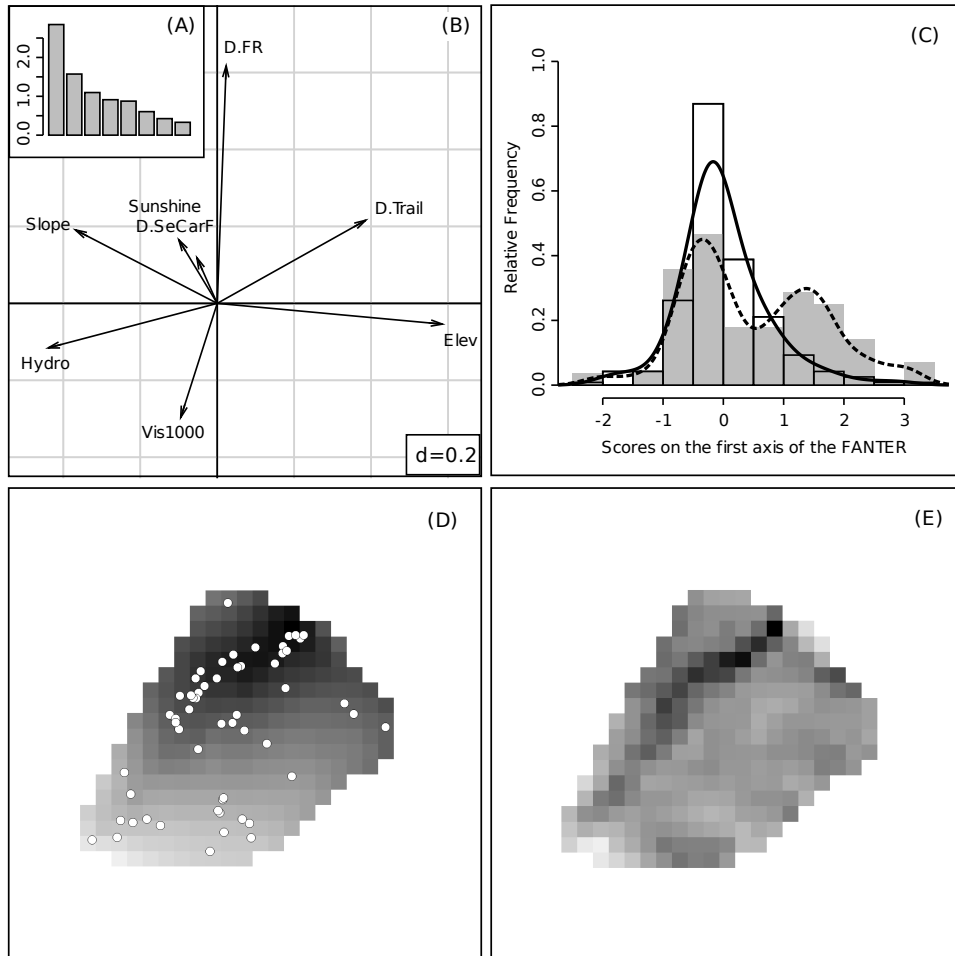 (A)
2.0
1.0
0.0
(B)
D.FR
Sunshine
D.SeCarF
D.Trail
Slope
Elev
Hydro
Vis1000
d=0.2
(C)
Relative Frequency
1.0
0.8
0.6
0.4
0.2
0.0
-2 -1 0 1 2 3
Scores on the first axis of the FANTER
(D)
(E)